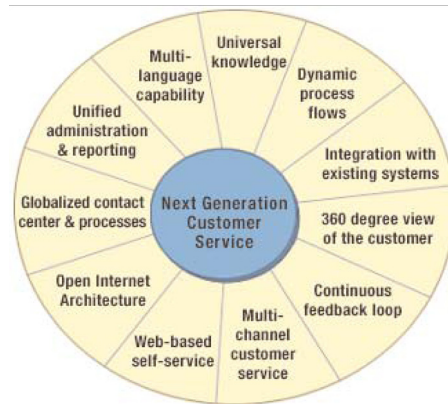 Universal
knowledge
Dynamic
process
flows
Integration with
existing systems
360 degree view
of the customer
Continuous
feedback loop
Multi-
channel
customer
service
Web-based
self-service
Open Internet
Architecture
Globalized contact
center & processes
Unified
administration
& reporting
Multi-
language
capability
Next Generation
Customer
Service